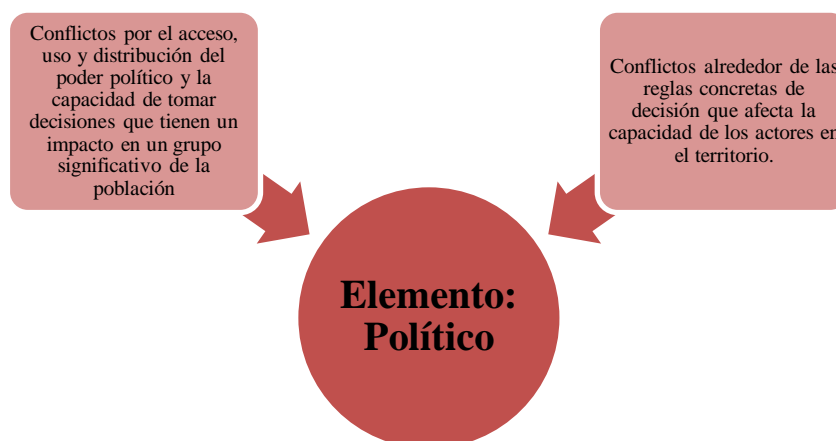 Conflictos por el acceso,
uso y distribución del
poder político y la
capacidad de tomar
decisiones que tienen un
impacto en un grupo
significativo de la
población
Conflictos alrededor de las
reglas concretas de
decisión que afecta la
capacidad de los actores en
el territorio.
Elemento:
Político